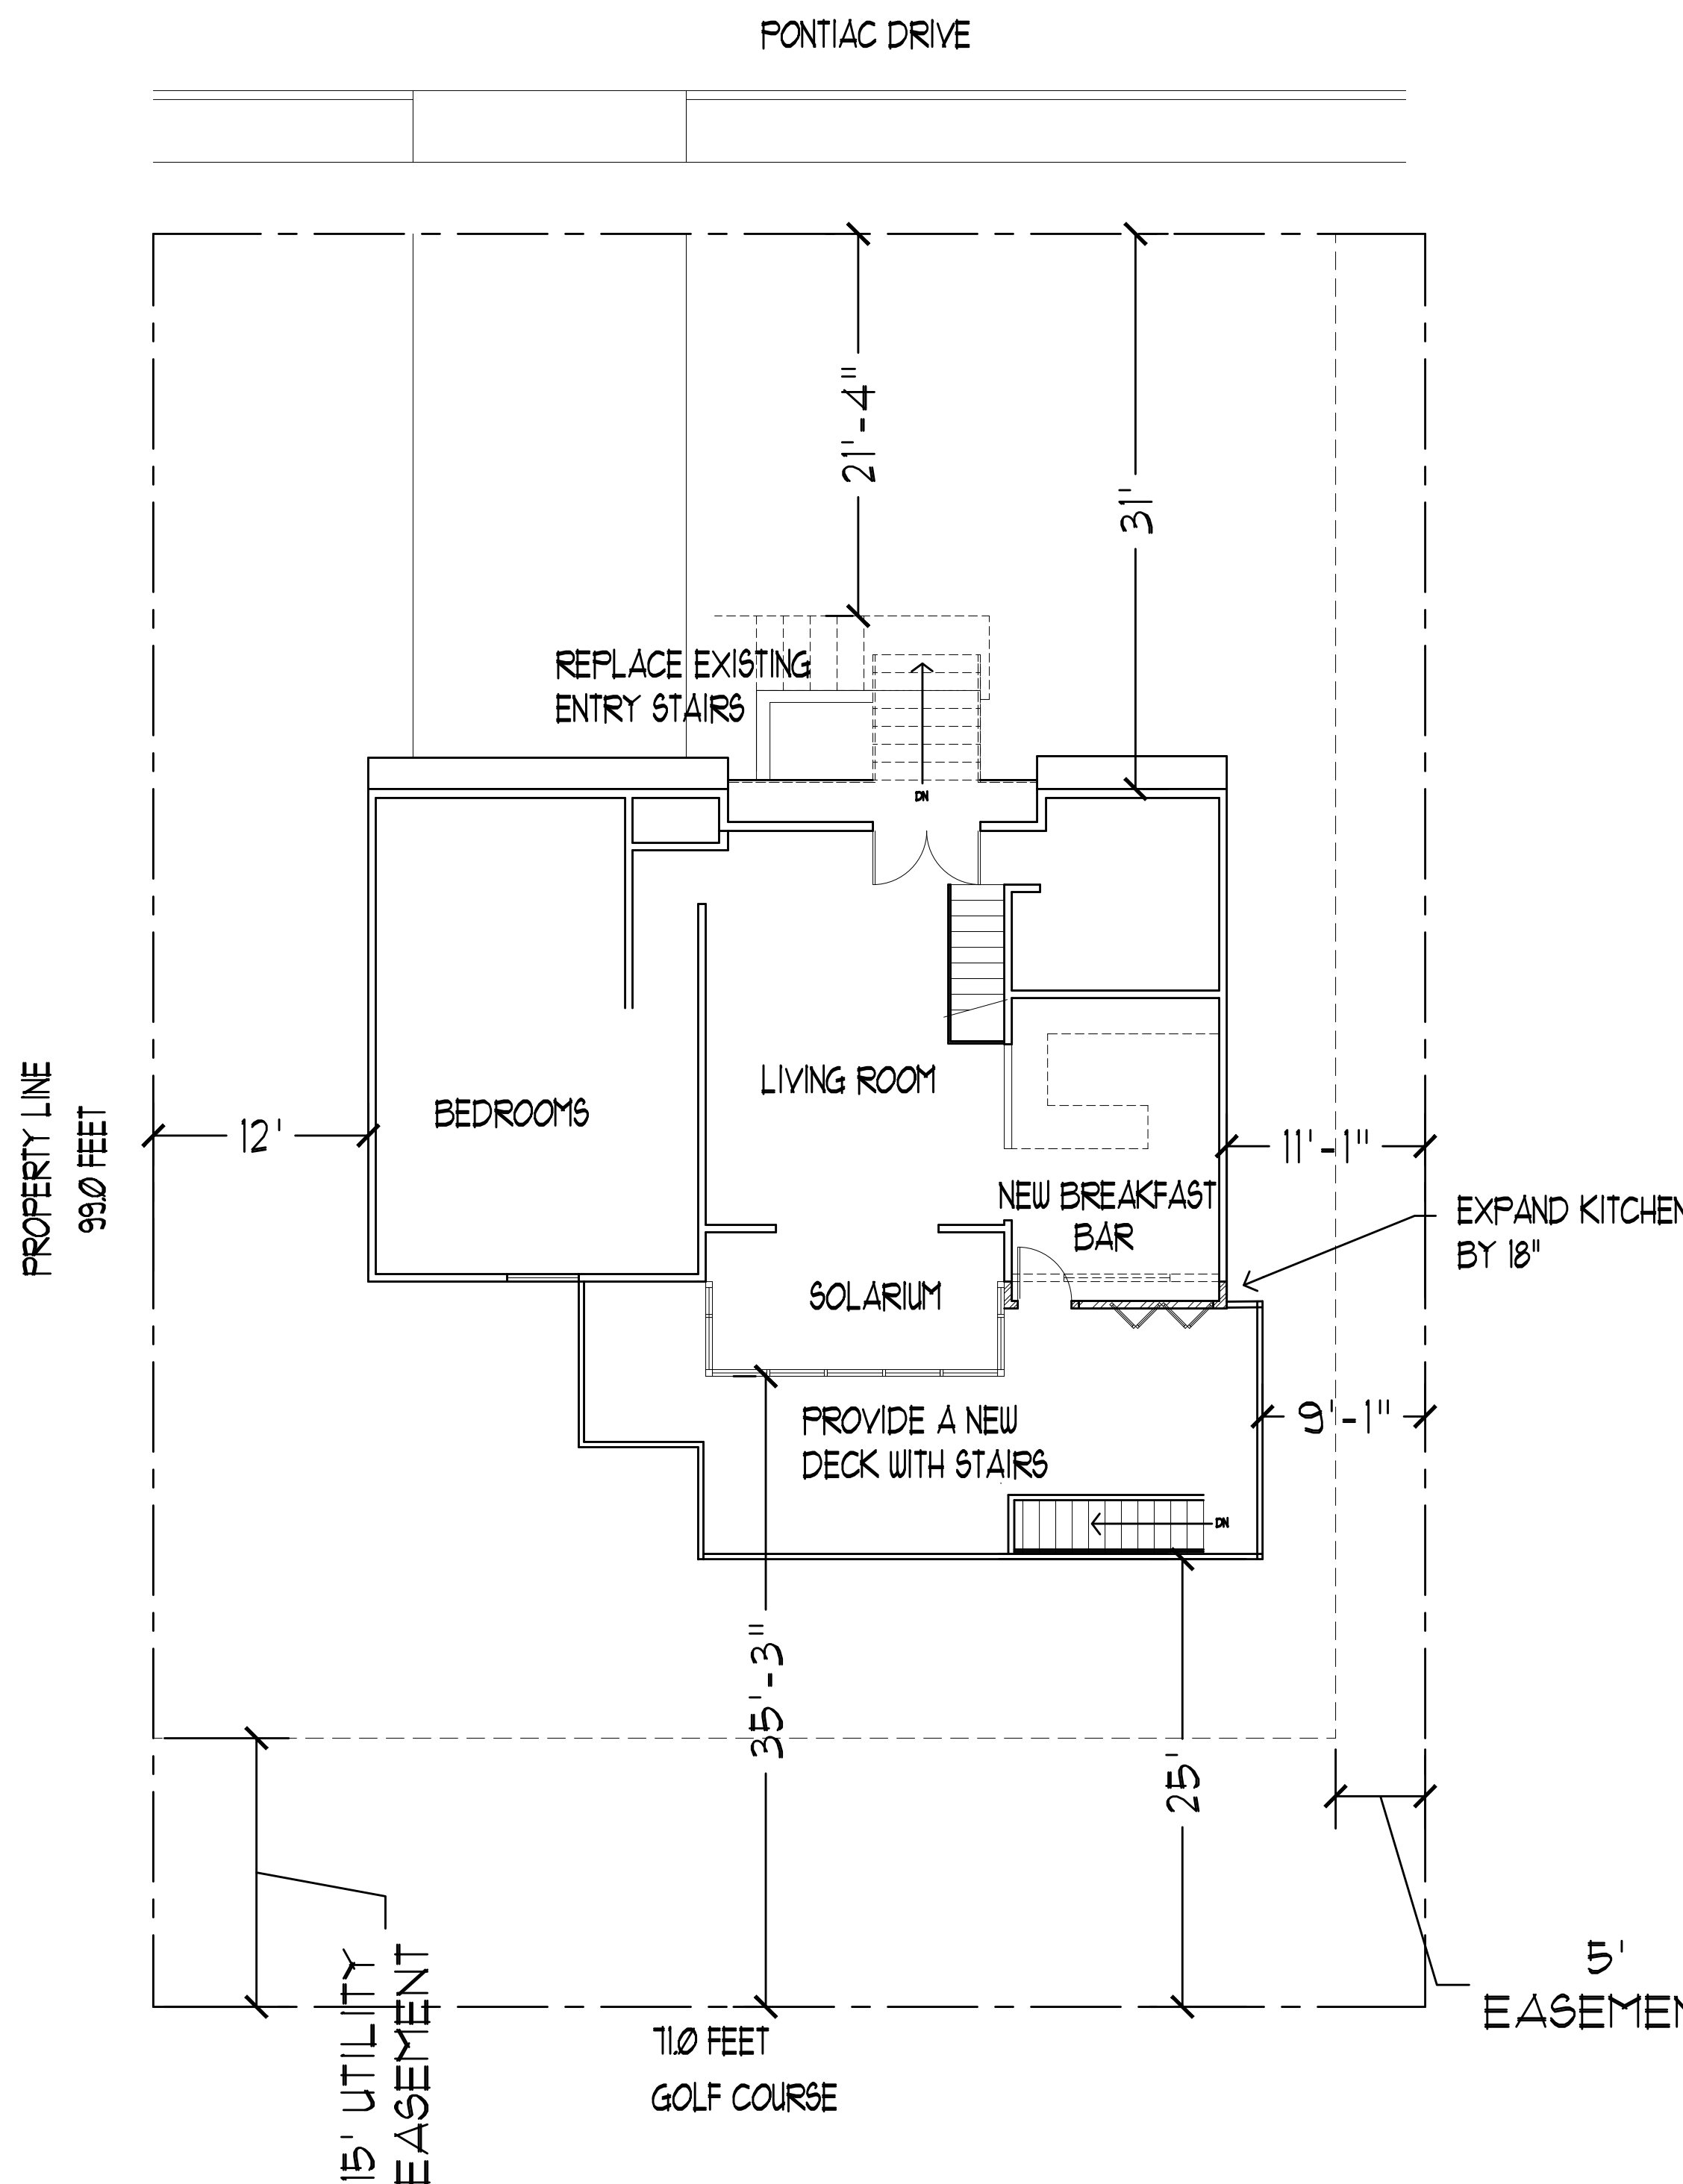 PONTIAC DRIVE
21'-4"
31'
REPLACE EXISTING
ENTRY STAIRS
DN
LIVING ROOM
BEDROOMS
PROPERTY LINE
99.0 FEET
12'
11'-1"
NEW BREAKFAST
BAR
EXPAND KITCHEN
BY 18"
SOLARIUM
PROVIDE A NEW
DECK WITH STAIRS
9'-1"
DN
35'-3"
25'
15' UTILITY
EASEMENT
5'
EASEMEN
71.0 FEET
GOLF COURSE